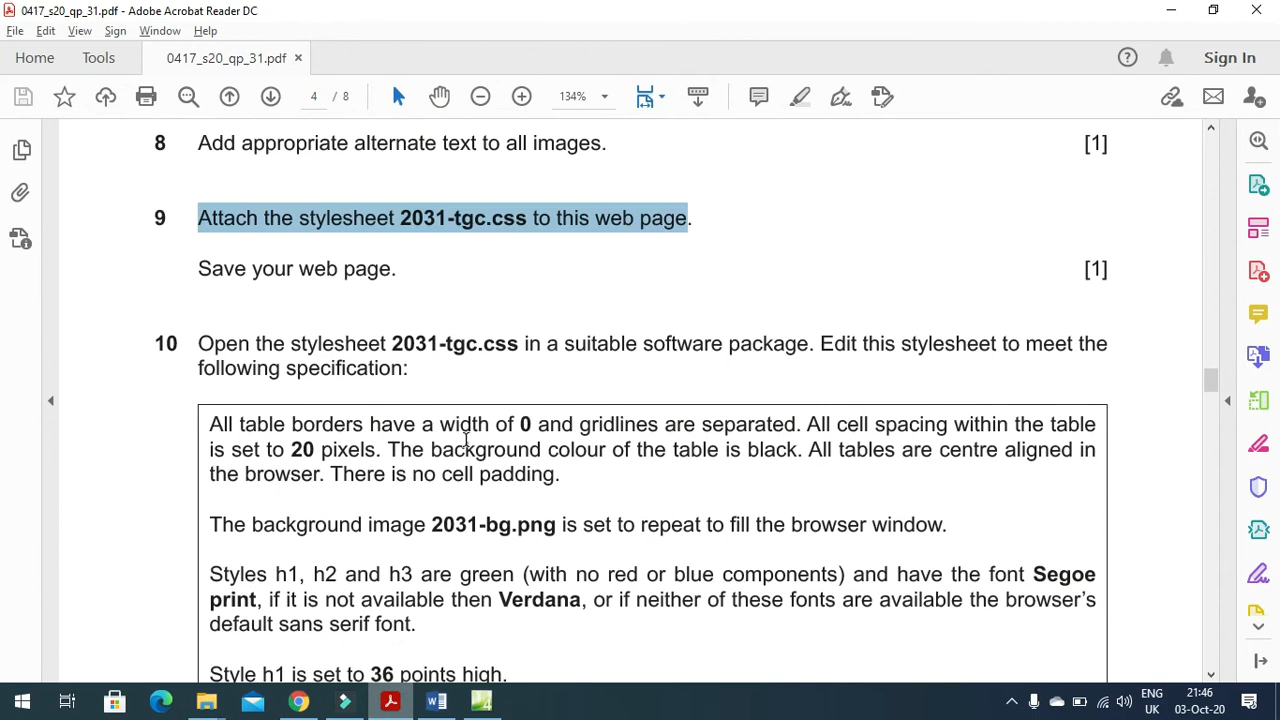 0417_s20_qp_31.pdf - Adobe Acrobat Reader DC
File Edit View Sign Window Help
Home Tools 0417_s20_qp_31.pdf × Sign In
4 / 8 134%
8 Add appropriate alternate text to all images. [1]
9 Attach the stylesheet 2031-tgc.css to this web page.
Save your web page. [1]
10 Open the stylesheet 2031-tgc.css in a suitable software package. Edit this stylesheet to meet the
following specification:
All table borders have a width of 0 and gridlines are separated. All cell spacing within the table
is set to 20 pixels. The background colour of the table is black. All tables are centre aligned in
the browser. There is no cell padding.
The background image 2031-bg.png is set to repeat to fill the browser window.
Styles h1, h2 and h3 are green (with no red or blue components) and have the font Segoe
print, if it is not available then Verdana, or if neither of these fonts are available the browser's
default sans serif font.
Style h1 is set to 36 points high.
ENG 21:46
UK 03-Oct-20